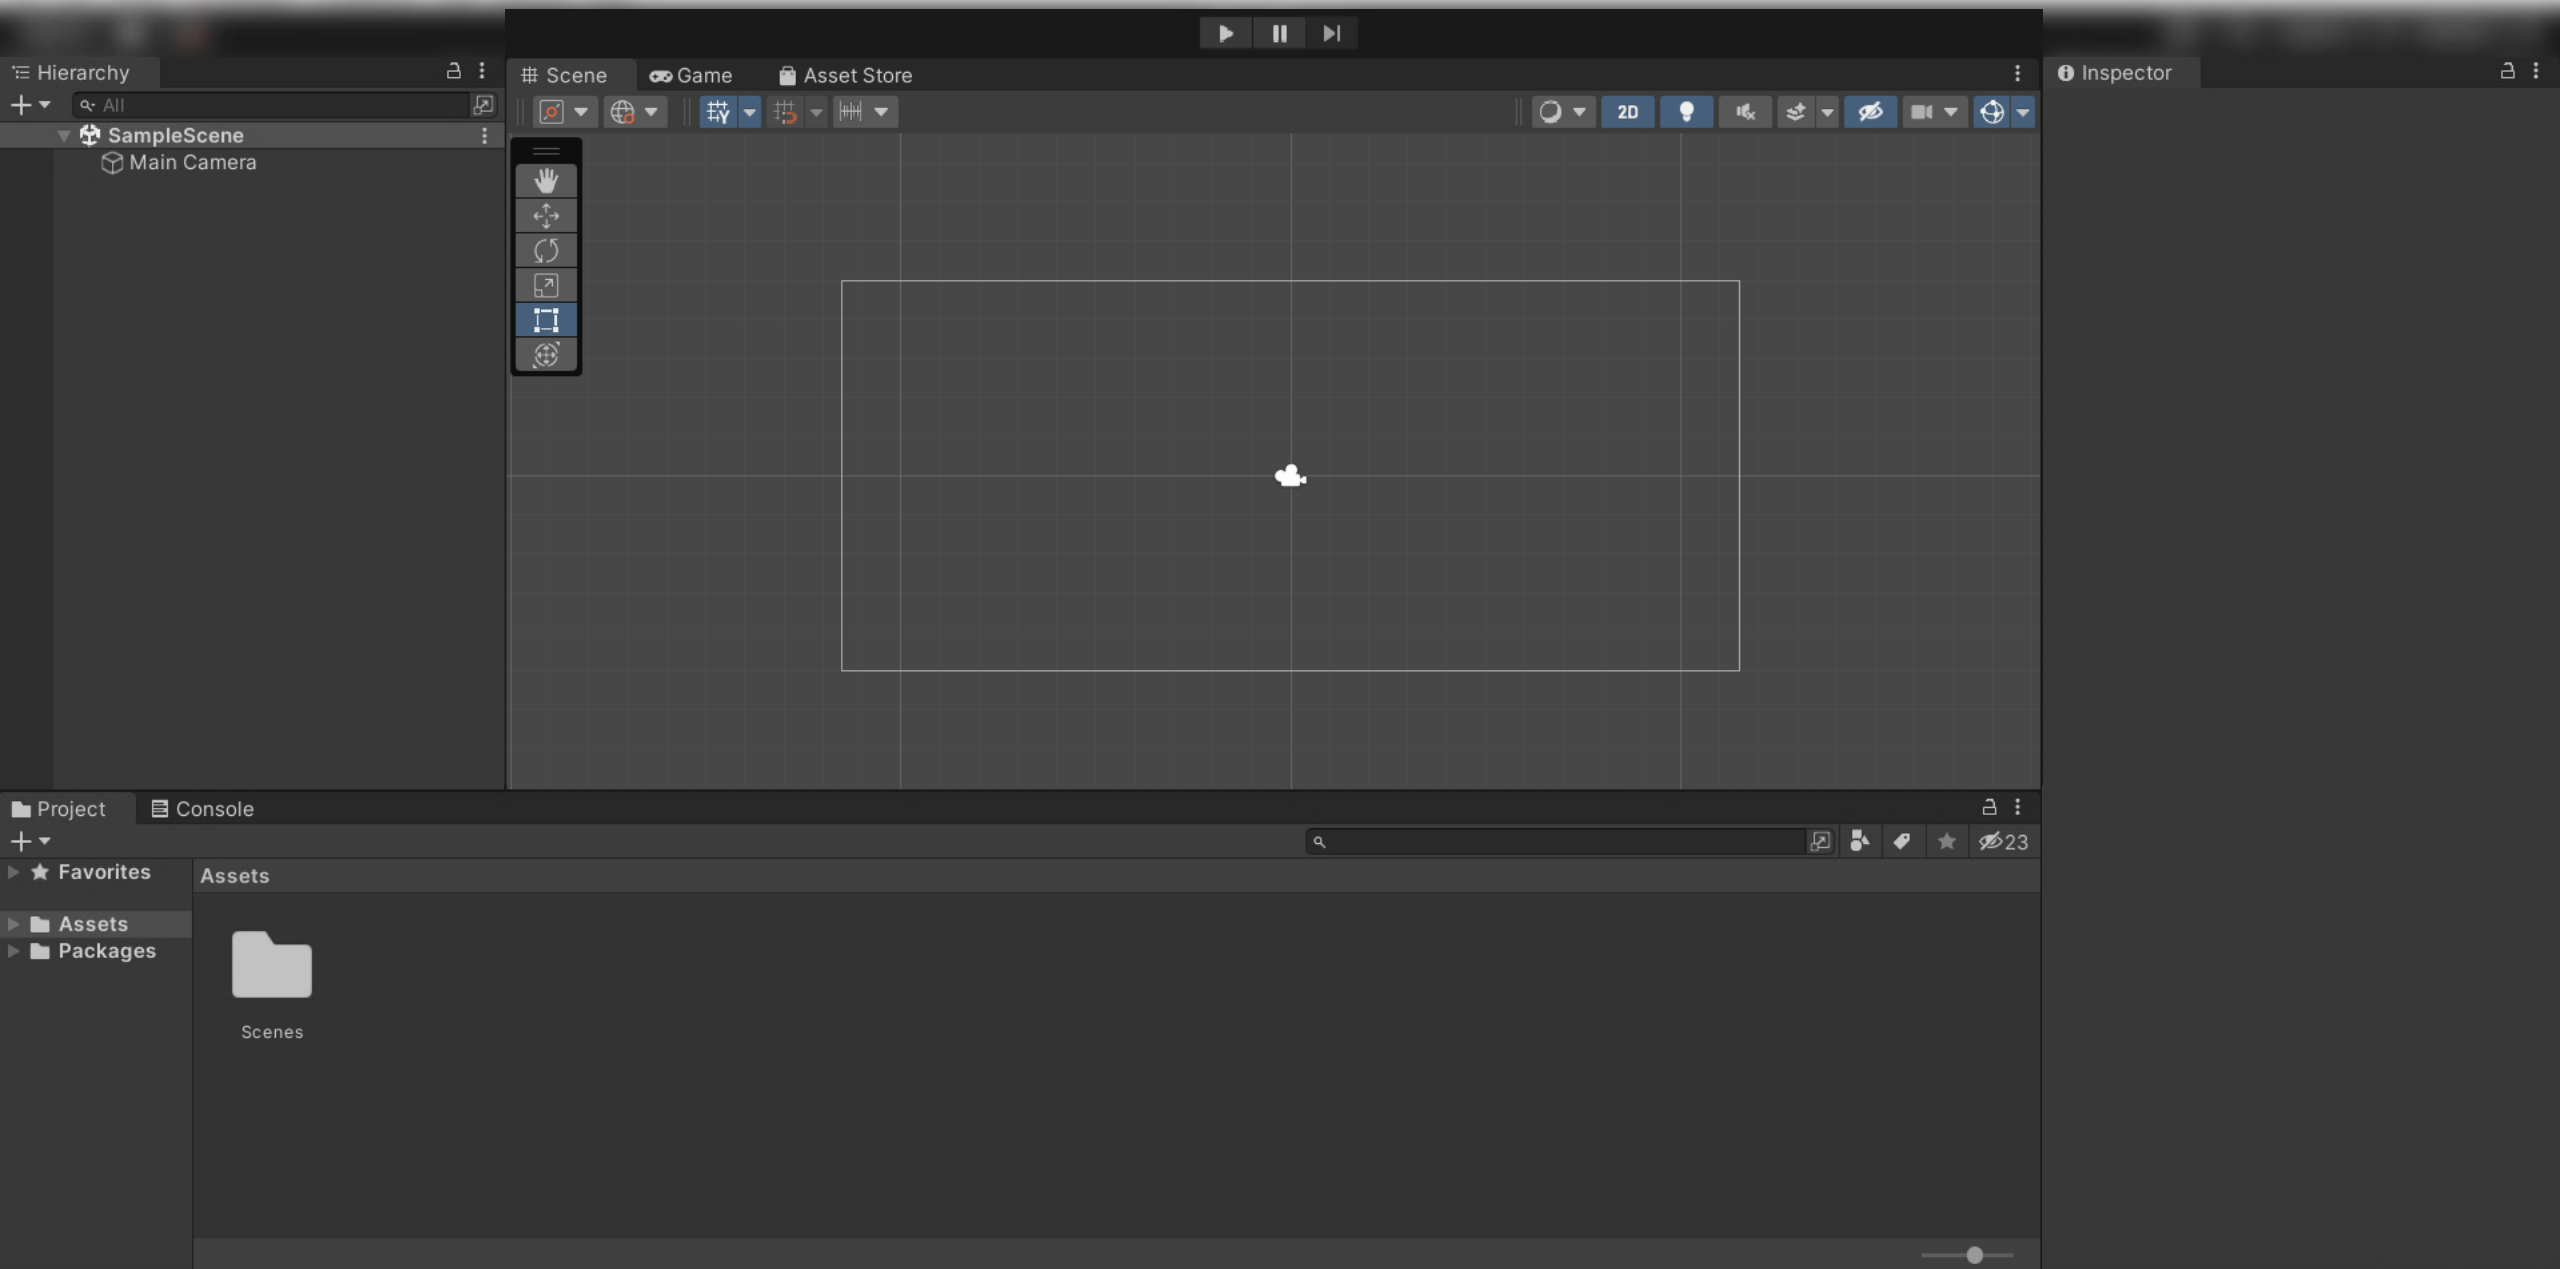 Hierarchy
All
SampleScene
Main Camera
Scene
Game
Asset Store
2D
Inspector
Project
Console
23
Favorites
Assets
Packages
Assets
Scenes